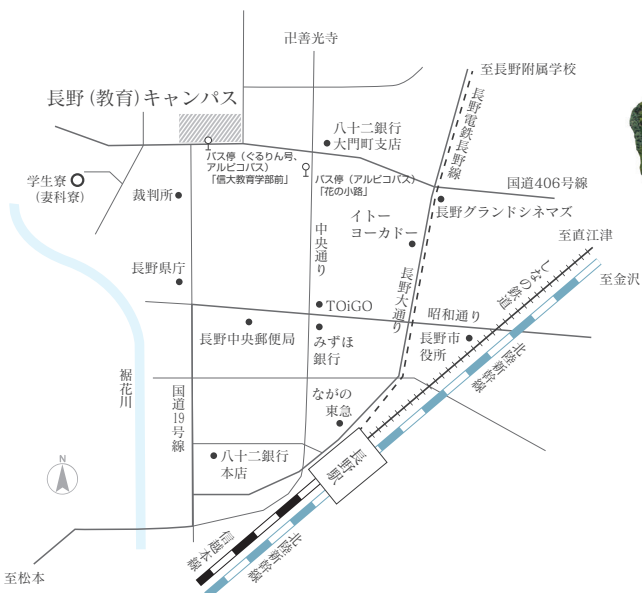 卍善光寺
至長野附属学校
長野(教育)キャンパス
長野電鉄長野線
八十二銀行
大門町支店
バス停(ぐるりん号、
アルピコバス)
「信大教育学部前」
バス停(アルピコバス)
「花の小路」
学生寮
(妻科寮)
裁判所
国道406号線
長野グランドシネマズ
イトー
ヨーカドー
中央通り
至直江津
しなの鉄道
至金沢
長野県庁
長野大通り
TOiGO
昭和通り
長野中央郵便局
みずほ
銀行
長野市
役所
北陸新幹線
裾花川
国道19号線
ながの
東急
N
八十二銀行
本店
長野駅
信越本線
北陸新幹線
至松本